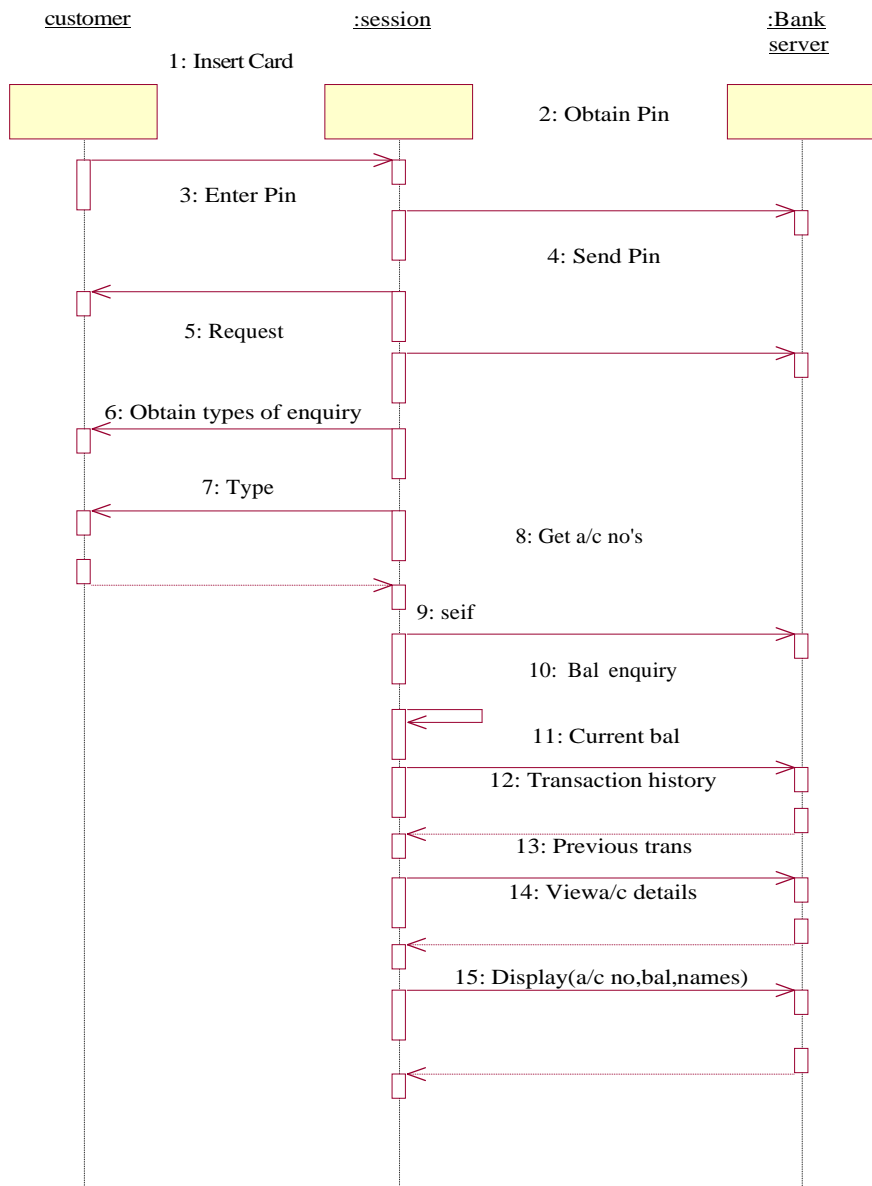 customer
:session
:Bank
server
1: Insert Card
2: Obtain Pin
3: Enter Pin
4: Send Pin
5: Request
6: Obtain types of enquiry
7: Type
8: Get a/c no's
9: seif
10: Bal enquiry
11: Current bal
12: Transaction history
13: Previous trans
14: Viewa/c details
15: Display(a/c no,bal,names)